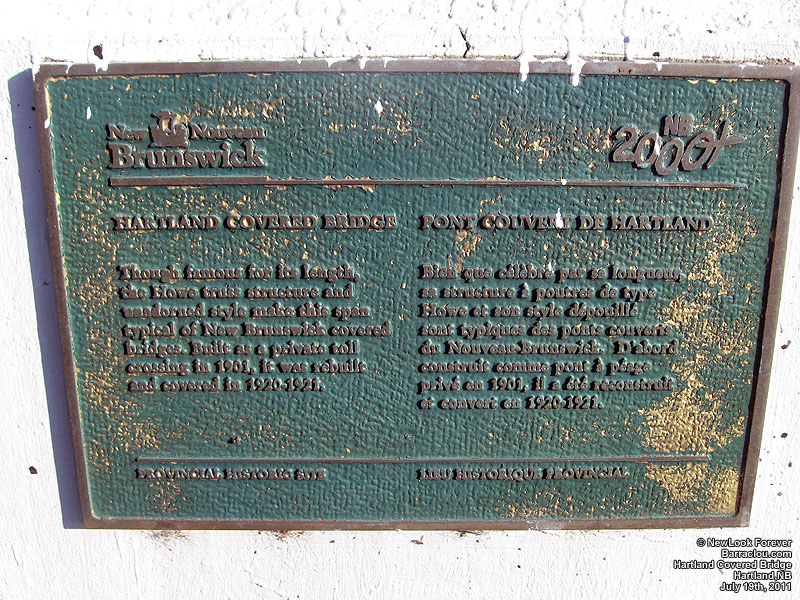 New Nouveau
Brunswick
NB
2000+
HARTLAND COVERED BRIDGE
Though famous for its length,
the Howe truss structure and
unadorned style make this span
typical of New Brunswick covered
bridges. Built as a private toll
crossing in 1901, it was rebuilt
and covered in 1920-1921.
PROVINCIAL HISTORIC SITE
PONT COUVERT DE HARTLAND
Bien que célèbre par sa longueur,
sa structure à poutres de type
Howe et son style dépouillé
sont typiques des ponts couverts
du Nouveau-Brunswick. D'abord
construit comme pont à péage
privé en 1901, il a été reconstruit
et couvert en 1920-1921.
LIEU HISTORIQUE PROVINCIAL
© NewLook Forever
Barraclou.com
Hartland Covered Bridge
Hartland,NB
July 19th, 2011